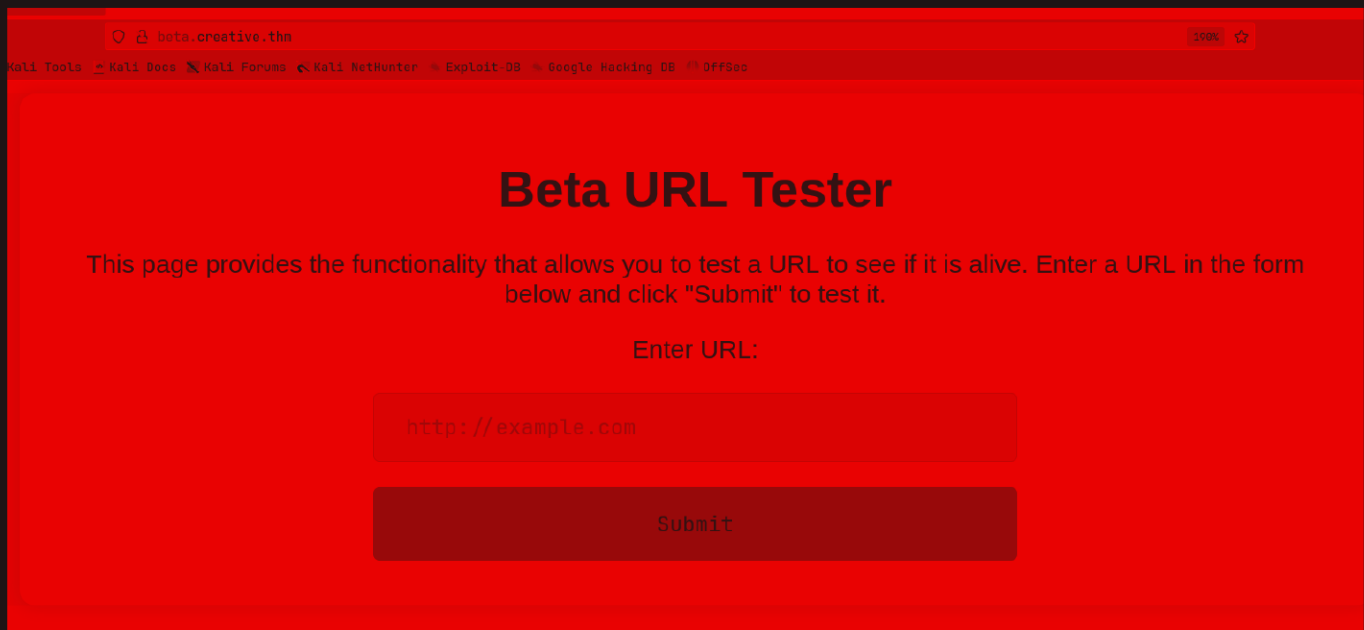 beta.creative.thm
190%
Kali Tools Kali Docs Kali Forums Kali NetHunter Exploit-DB Google Hacking DB OffSec
Beta URL Tester
This page provides the functionality that allows you to test a URL to see if it is alive. Enter a URL in the form
below and click "Submit" to test it.
Enter URL:
http://example.com
Submit